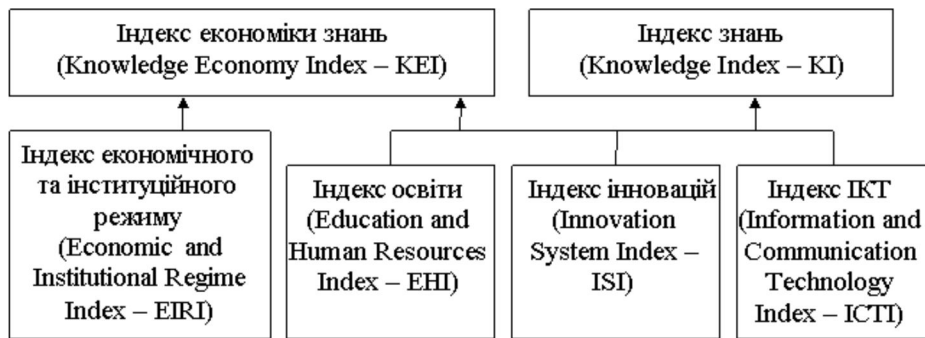 Індекс економіки знань
(Knowledge Economy Index – KEI)
Індекс знань
(Knowledge Index – KI)
Індекс економічного
та інституційного
режиму
(Economic and
Institutional Regime
Index – EIRI)
Індекс освіти
(Education and
Human Resources
Index – EHI)
Індекс інновацій
(Innovation
System Index –
ISI)
Індекс ІКТ
(Information and
Communication
Technology
Index – ICTI)